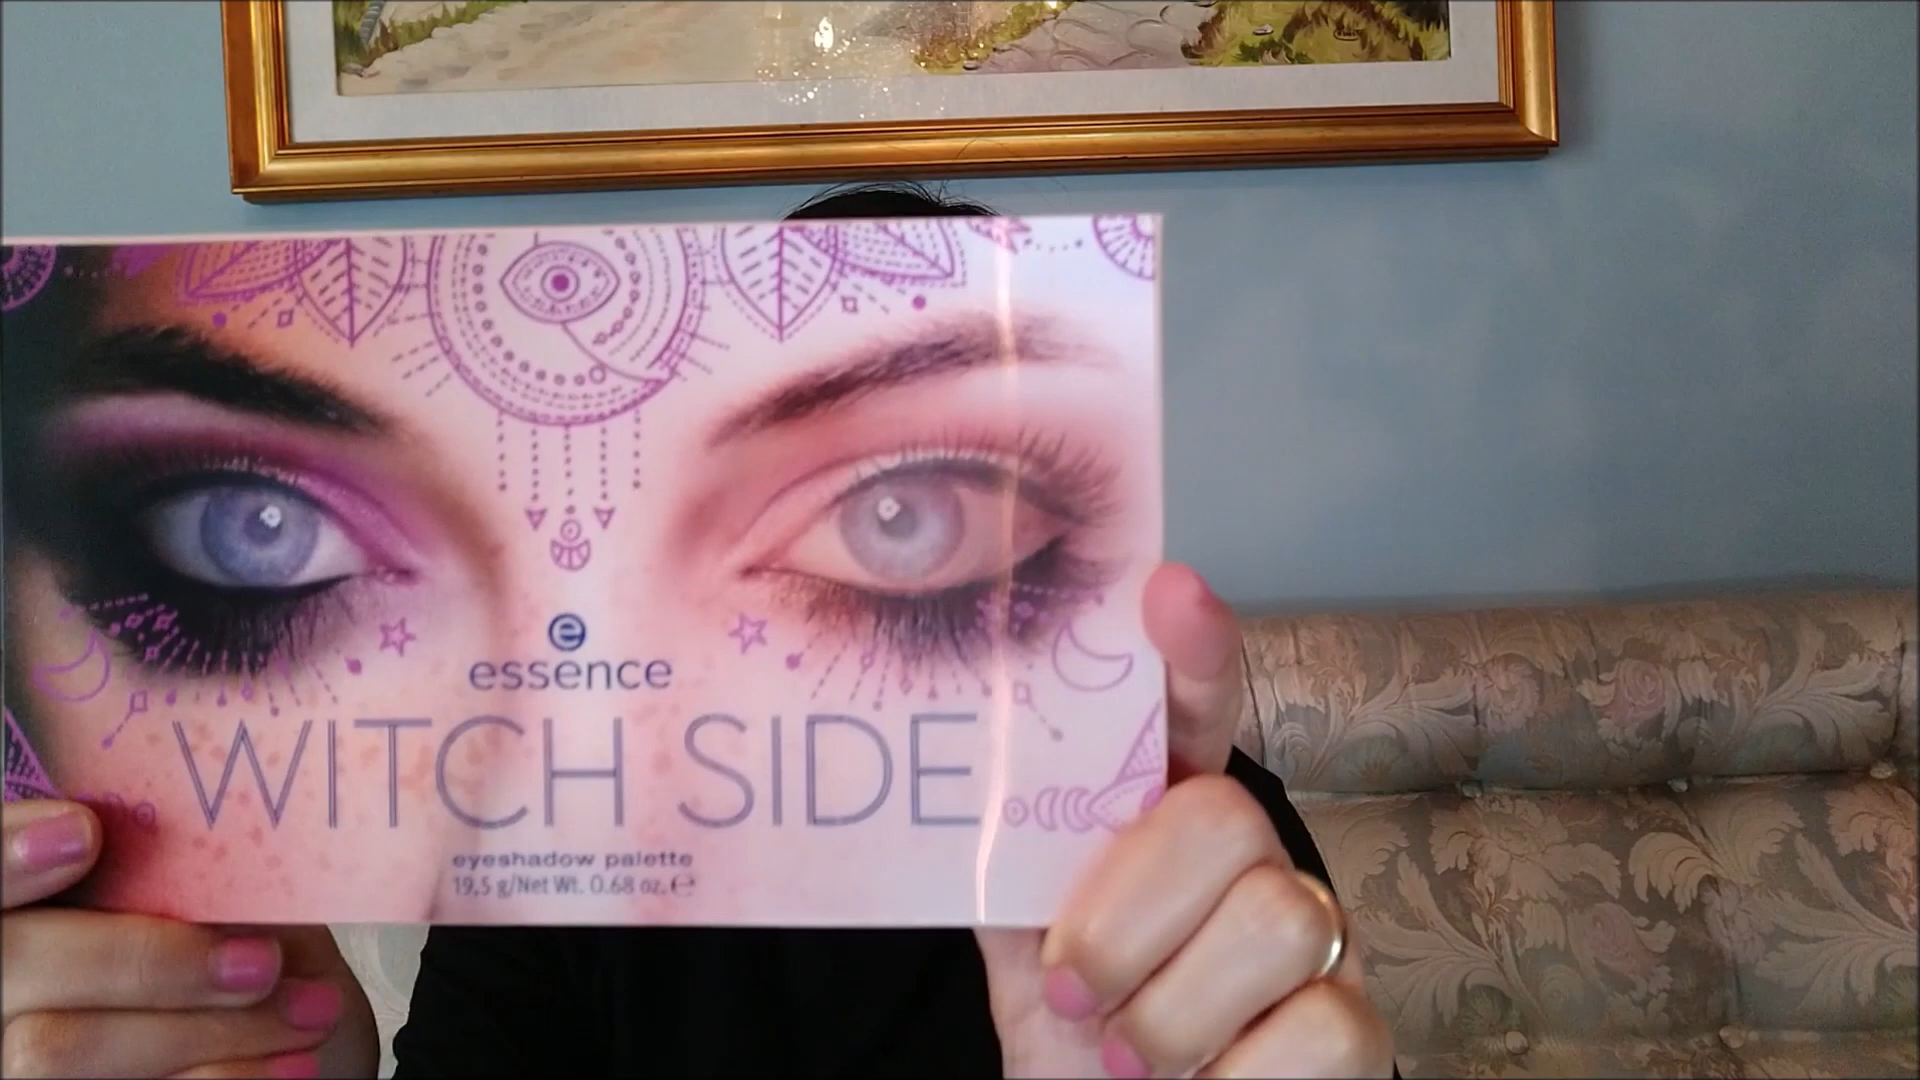 e
essence
WITCH SIDE
eyeshadow palette
19,5 g/Net Wt. 0.68 oz. ℮